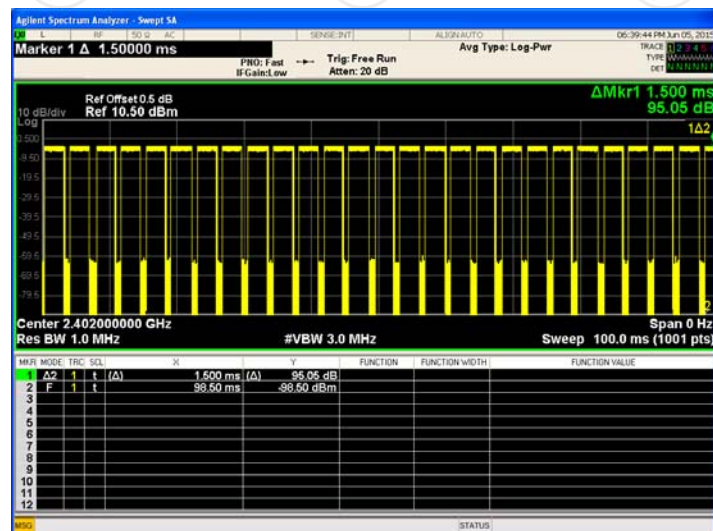 Agilent Spectrum Analyzer - Swept SA
L RF 50 Ω AC SENSE:INT ALIGN AUTO 06:39:44 PM Jun 05, 2015
Marker 1 Δ 1.50000 ms
PNO: Fast
IFGain:Low
Trig: Free Run
Atten: 20 dB
Avg Type: Log-Pwr
TRACE 1 2 3 4 5 6
TYPE
DET N N N N N N
10 dB/div
Log
Ref Offset 0.5 dB
Ref 10.50 dBm
ΔMkr1 1.500 ms
95.05 dB
1Δ2
0.500
-9.50
-19.5
-29.5
-39.5
-49.5
-59.5
-69.5
-79.5
2
Center 2.402000000 GHz
Span 0 Hz
Res BW 1.0 MHz
#VBW 3.0 MHz
Sweep 100.0 ms (1001 pts)
MKR MODE TRC SCL X Y FUNCTION FUNCTION WIDTH FUNCTION VALUE
1 Δ2 1 t (Δ) 1.500 ms (Δ) 95.05 dB
2 F 1 t 98.50 ms -98.50 dBm
3
4
5
6
7
8
9
10
11
12
MSG
STATUS